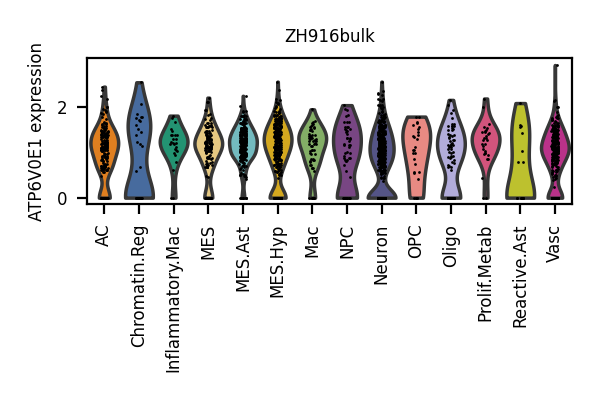 ZH916bulk
ATP6V0E1 expression
2
0
AC
Chromatin.Reg
Inflammatory.Mac
MES
MES.Ast
MES.Hyp
Mac
NPC
Neuron
OPC
Oligo
Prolif.Metab
Reactive.Ast
Vasc